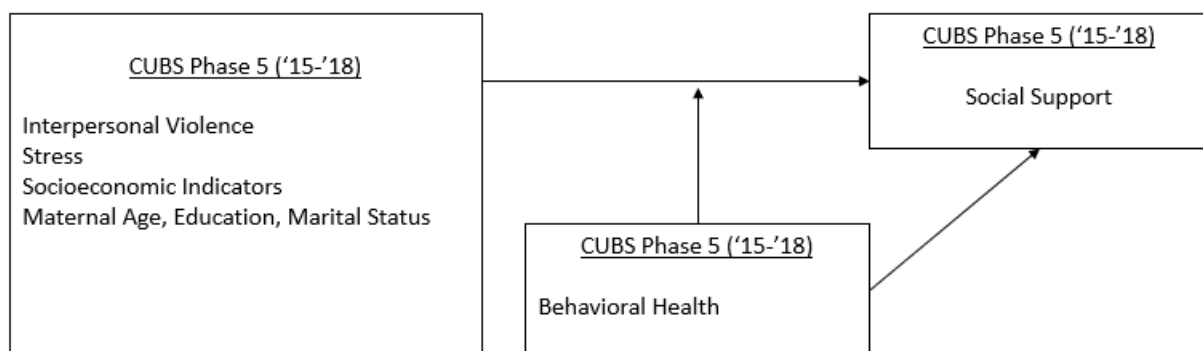 CUBS Phase 5 (‘15-’18)
Interpersonal Violence
Stress
Socioeconomic Indicators
Maternal Age, Education, Marital Status
CUBS Phase 5 (‘15-’18)
Social Support
CUBS Phase 5 (‘15-’18)
Behavioral Health